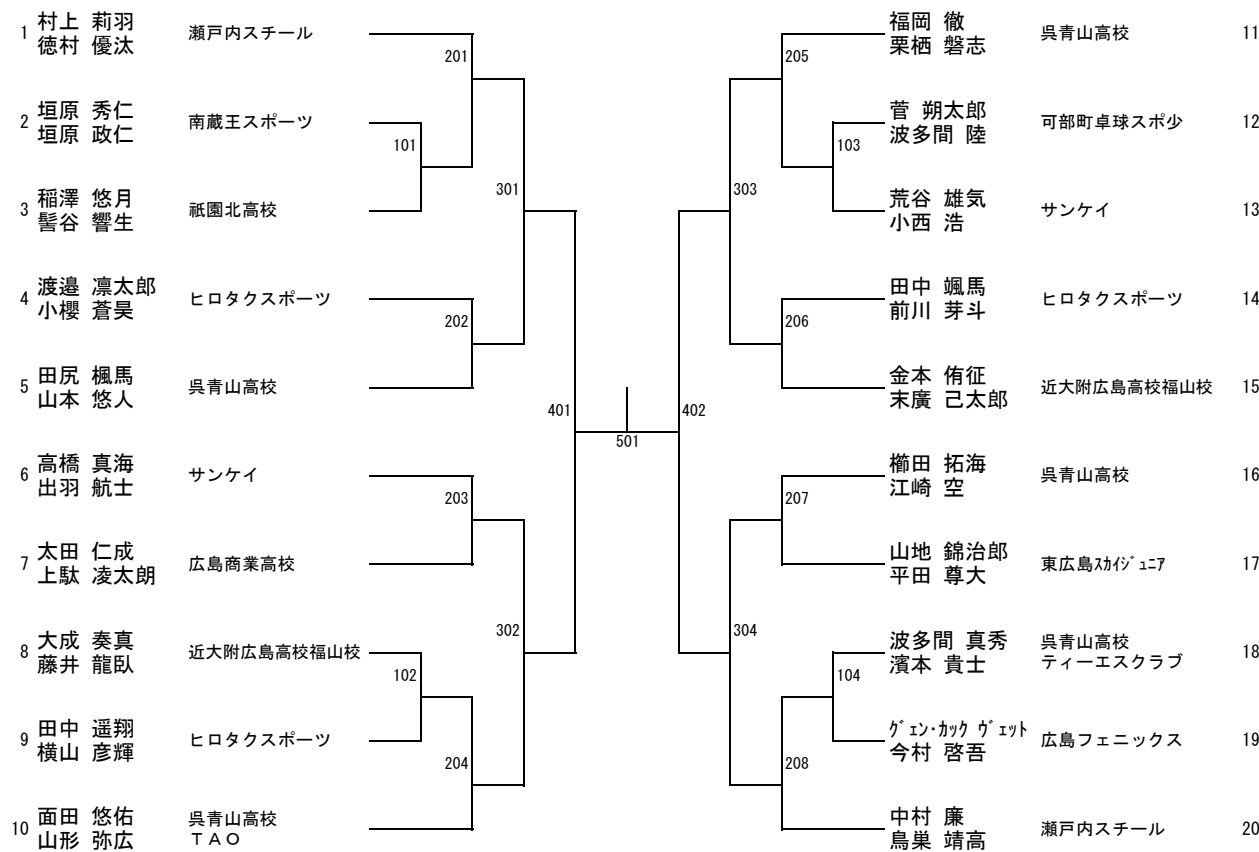 1 村上 莉羽 瀬戸内スチール
徳村 優汰
201
2 垣原 秀仁 南蔵王スポーツ
垣原 政仁
101
301
3 稲澤 悠月 祇園北高校
髻谷 響生
4 渡邉 凛太郎 ヒロタクスポーツ
小櫻 蒼昊
202
5 田尻 楓馬 呉青山高校
山本 悠人
401
6 高橋 真海 サンケイ
出羽 航士
203
7 太田 仁成 広島商業高校
上駄 凌太朗
302
8 大成 奏真 近大附広島高校福山校
藤井 龍臥
102
9 田中 遥翔 ヒロタクスポーツ
横山 彦輝
204
10 面田 悠佑 呉青山高校
山形 弥広 TAO
501
福岡 徹 呉青山高校 11
栗栖 磐志
205
菅 朔太郎 可部町卓球スポ少 12
波多間 陸
103
303
荒谷 雄気 サンケイ 13
小西 浩
田中 颯馬 ヒロタクスポーツ 14
前川 芽斗
206
金本 侑征 近大附広島高校福山校 15
末廣 己太郎
402
櫛田 拓海 呉青山高校 16
江崎 空
207
山地 錦治郎 東広島スカイジュニア 17
平田 尊大
304
波多間 真秀 呉青山高校 18
濱本 貴士 ティーエスクラブ
104
グェン・カック ヴェット 広島フェニックス 19
今村 啓吾
208
中村 廉 瀬戸内スチール 20
鳥巣 靖高